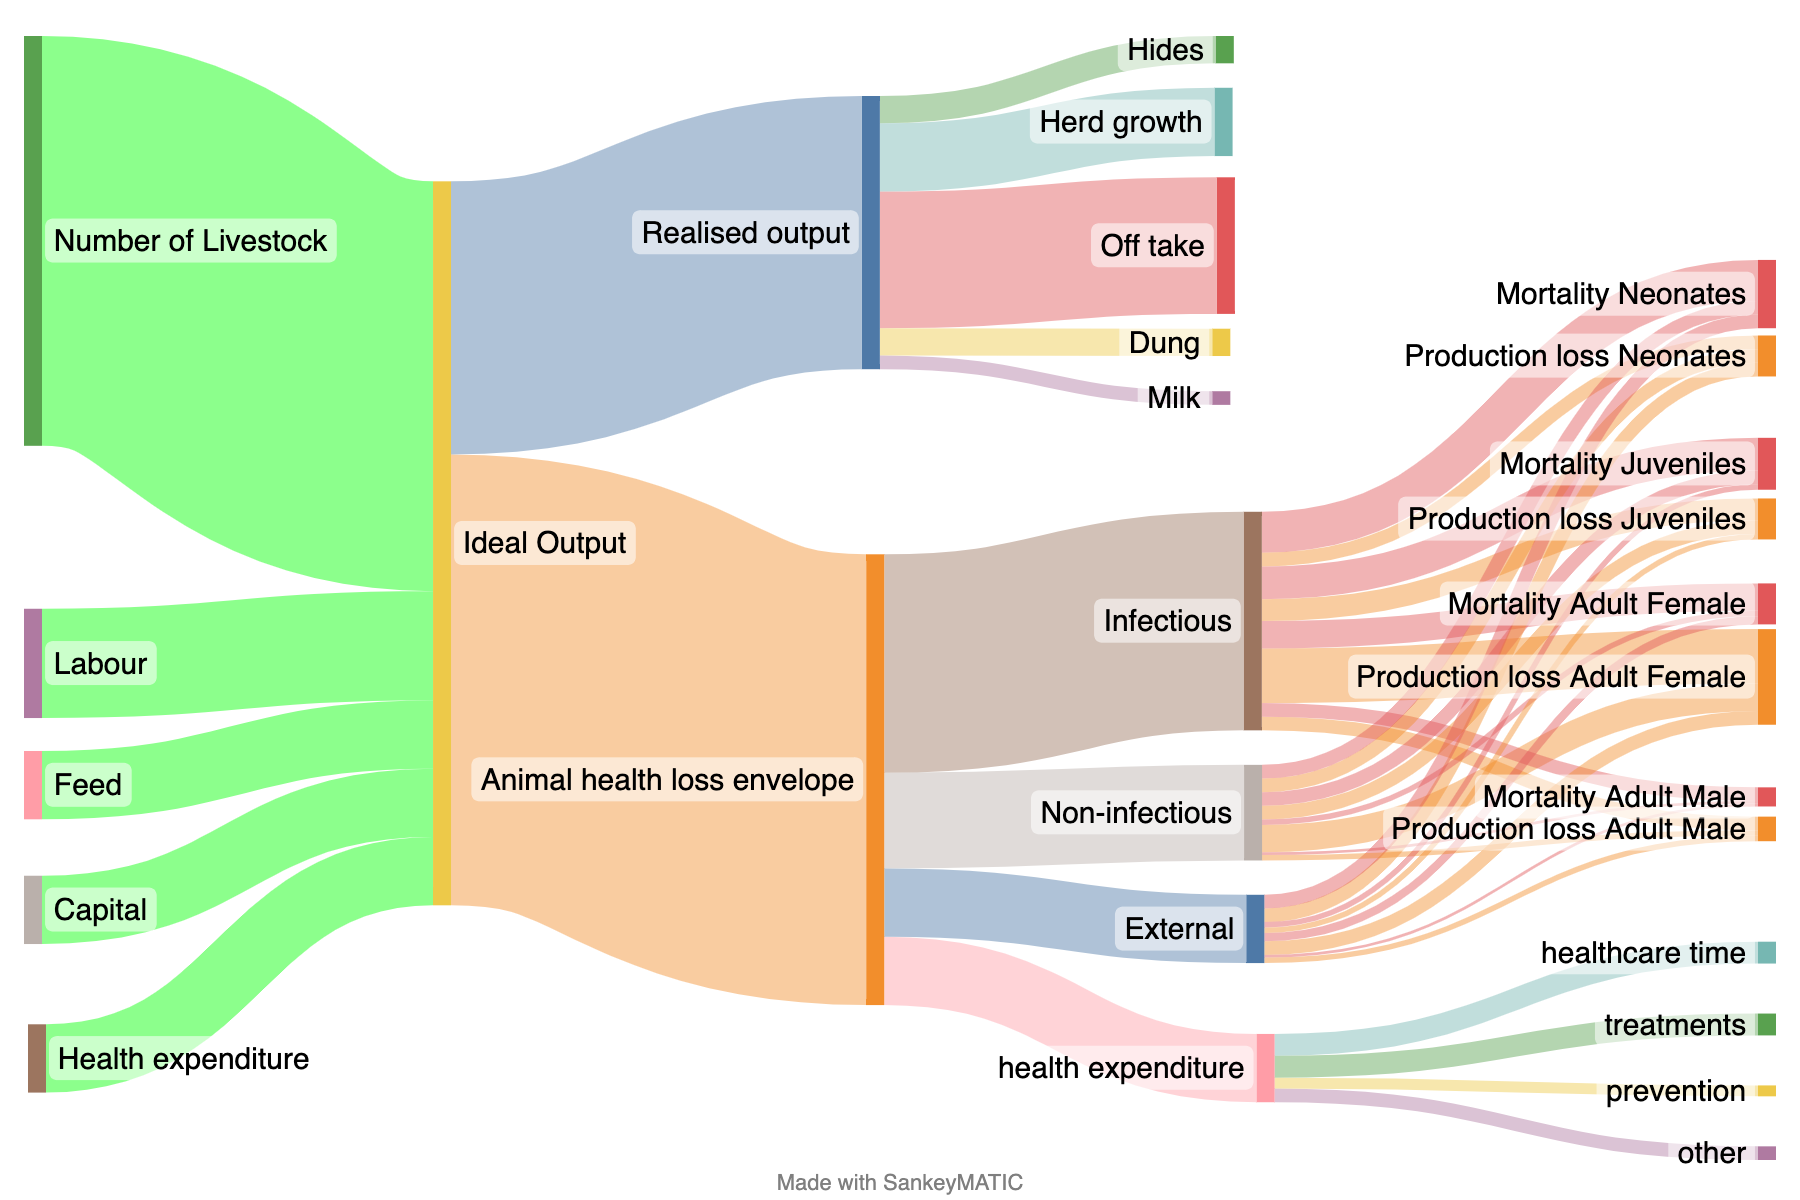 Number of Livestock
Labour
Feed
Capital
Health expenditure
Ideal Output
Realised output
Animal health loss envelope
Hides
Herd growth
Off take
Dung
Milk
Infectious
Non-infectious
External
health expenditure
Mortality Neonates
Production loss Neonates
Mortality Juveniles
Production loss Juveniles
Mortality Adult Female
Production loss Adult Female
Mortality Adult Male
Production loss Adult Male
healthcare time
treatments
prevention
other
Made with SankeyMATIC